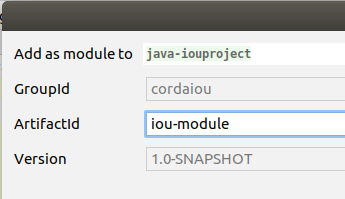 Add as module to java-iouproject
GroupId cordaiou
ArtifactId iou-module
Version 1.0-SNAPSHOT